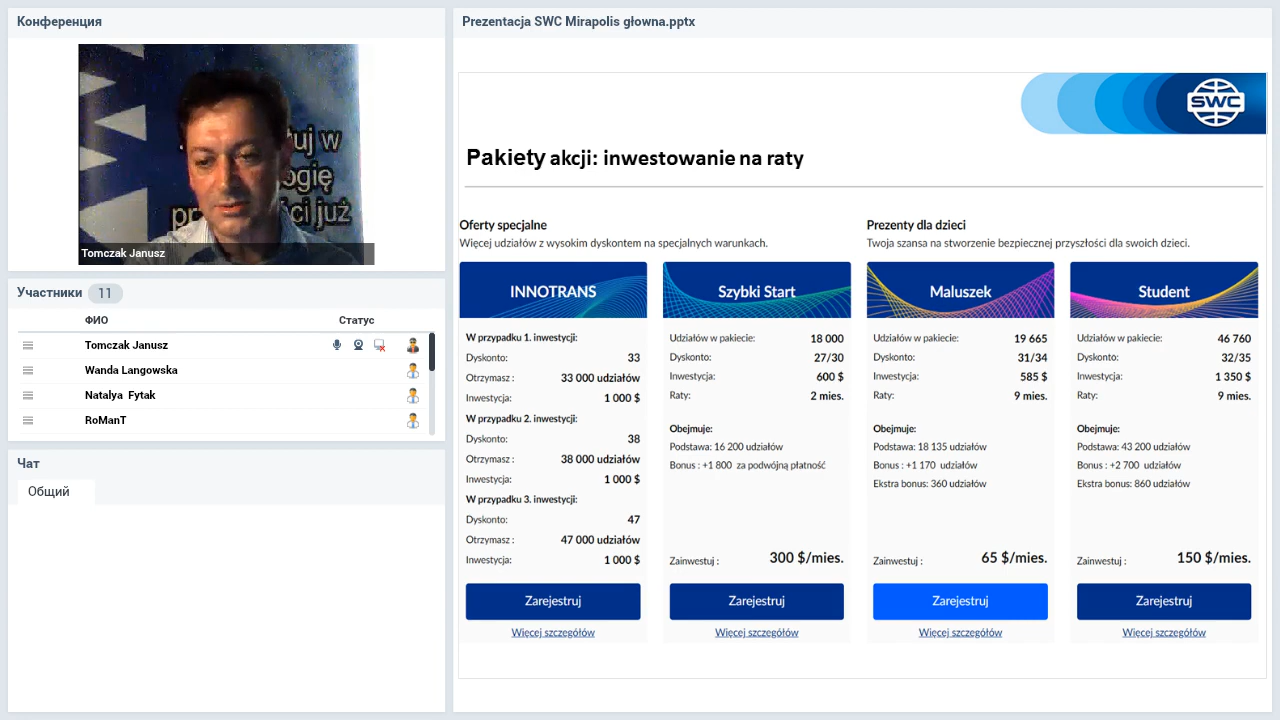 Конференция
uj w
ogię
pr
ci już
Tomczak Janusz
Участники 11
ФИО Статус
Tomczak Janusz
Wanda Langowska
Natalya Fytak
RoManT
Чат
Общий
Prezentacja SWC Mirapolis głowna.pptx
SWC
Pakiety akcji: inwestowanie na raty
Oferty specjalne
Więcej udziałów z wysokim dyskontem na specjalnych warunkach.
Prezenty dla dzieci
Twoja szansa na stworzenie bezpiecznej przyszłości dla swoich dzieci.
INNOTRANS
W przypadku 1. inwestycji:
Dyskonto: 33
Otrzymasz : 33 000 udziałów
Inwestycja: 1 000 $
W przypadku 2. inwestycji:
Dyskonto: 38
Otrzymasz : 38 000 udziałów
Inwestycja: 1 000 $
W przypadku 3. inwestycji:
Dyskonto: 47
Otrzymasz : 47 000 udziałów
Inwestycja: 1 000 $
Zarejestruj
Więcej szczegółów
Szybki Start
Udziałów w pakiecie: 18 000
Dyskonto: 27/30
Inwestycja: 600 $
Raty: 2 mies.
Obejmuje:
Podstawa: 16 200 udziałów
Bonus : +1 800 za podwójną płatność
Zainwestuj : 300 $/mies.
Zarejestruj
Więcej szczegółów
Maluszek
Udziałów w pakiecie: 19 665
Dyskonto: 31/34
Inwestycja: 585 $
Raty: 9 mies.
Obejmuje:
Podstawa: 18 135 udziałów
Bonus : +1 170 udziałów
Ekstra bonus: 360 udziałów
Zainwestuj : 65 $/mies.
Zarejestruj
Więcej szczegółów
Student
Udziałów w pakiecie: 46 760
Dyskonto: 32/35
Inwestycja: 1 350 $
Raty: 9 mies.
Obejmuje:
Podstawa: 43 200 udziałów
Bonus : +2 700 udziałów
Ekstra bonus: 860 udziałów
Zainwestuj : 150 $/mies.
Zarejestruj
Więcej szczegółów